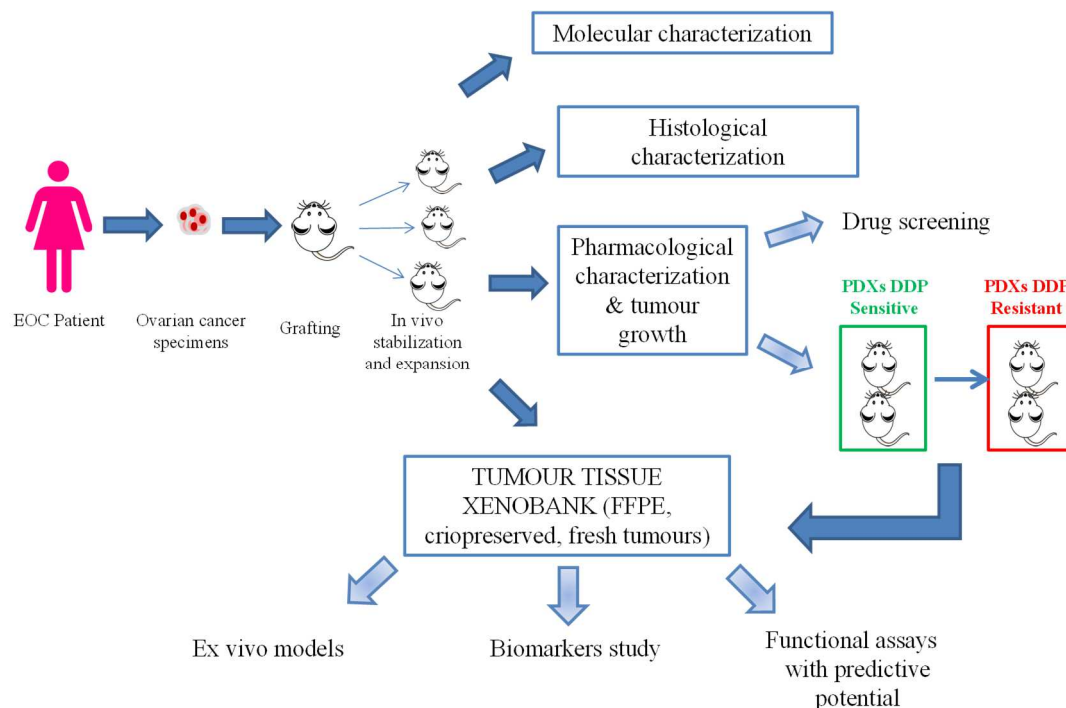 Molecular characterization
Histological
characterization
EOC Patient
Ovarian cancer
specimens
Grafting
In vivo
stabilization
and expansion
Pharmacological
characterization
& tumour
growth
Drug screening
PDXs DDP
Sensitive
PDXs DDP
Resistant
TUMOUR TISSUE
XENOBANK (FFPE,
criopreserved, fresh tumours)
Ex vivo models
Biomarkers study
Functional assays
with predictive
potential